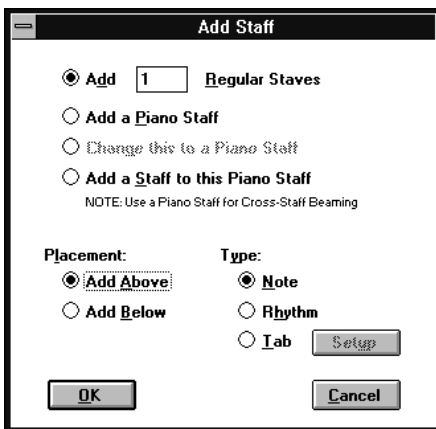 Add Staff
Add 1 Regular Staves
Add a Piano Staff
Change this to a Piano Staff
Add a Staff to this Piano Staff
NOTE: Use a Piano Staff for Cross-Staff Beaming
Placement: Type:
Add Above Note
Add Below Rhythm
Tab Setup
OK Cancel